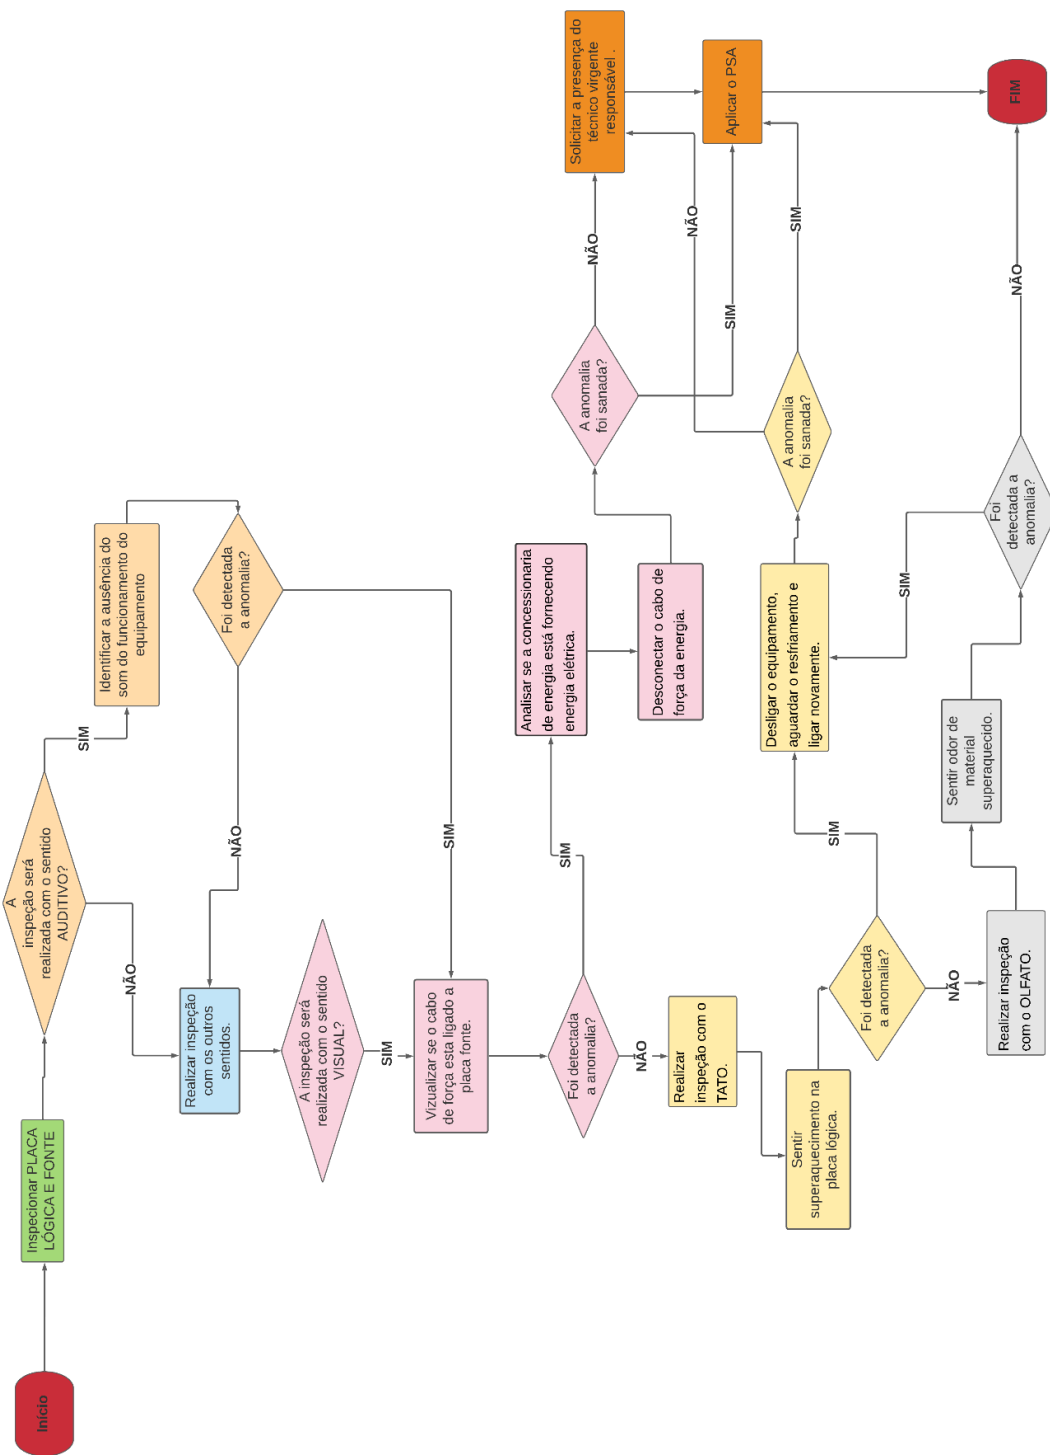 Início
Inspecionar PLACA
LÓGICA E FONTE
A
inspeção será
realizada com o sentido
AUDITIVO?
SIM
Identificar a ausência do
som do funcionamento do
equipamento
Foi detectada
a anomalia?
NÃO
NÃO
Realizar inspeção
com os outros
sentidos.
A inspeção será
realizada com o sentido
VISUAL?
SIM
SIM
Vizualizar se o cabo
de força esta ligado a
placa fonte.
Foi detectada
a anomalia?
SIM
Analisar se a concessionaria
de energia está fornecendo
energia elétrica.
Desconectar o cabo de
força da energia.
A anomalia
foi sanada?
NÃO
Solicitar a presença do
técnico virgente
responsável .
SIM
Aplicar o PSA
NÃO
Realizar
inspeção com o
TATO.
Sentir
superaquecimento na
placa lógica.
Foi detectada
a anomalia?
SIM
Desligar o equipamento,
aguardar o resfriamento e
ligar novamente.
A anomalia
foi sanada?
NÃO
SIM
NÃO
Realizar inspeção
com o OLFATO.
Sentir odor de
material
superaquecido.
Foi
detectada a
anomalia?
SIM
NÃO
FIM